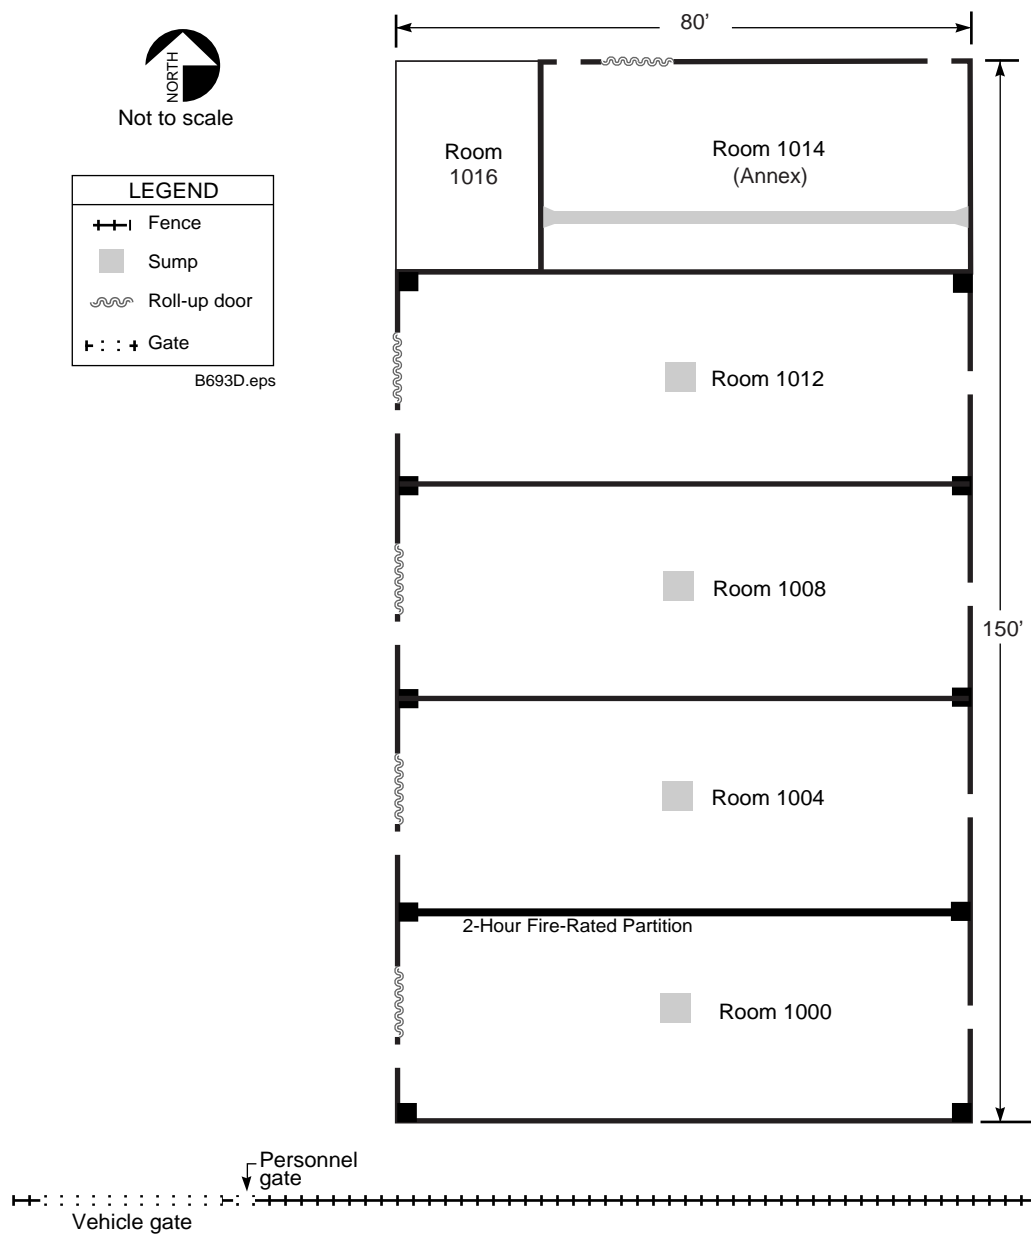 80’
NORTH
Not to scale
LEGEND
Fence
Sump
Roll-up door
Gate
B693D.eps
Room
1016
Room 1014
(Annex)
Room 1012
Room 1008
150’
Room 1004
2-Hour Fire-Rated Partition
Room 1000
Personnel
gate
Vehicle gate